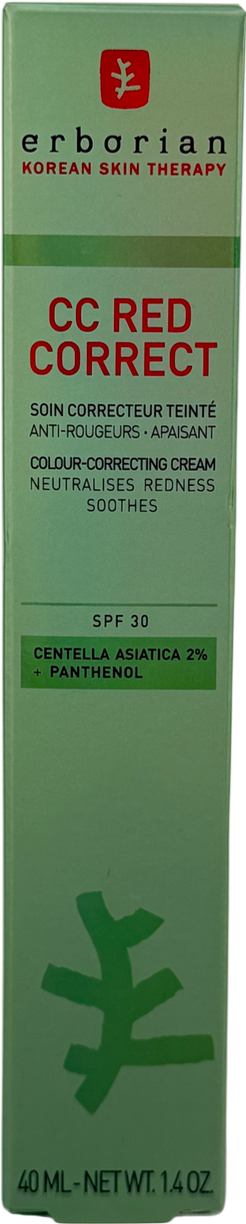 erborian
KOREAN SKIN THERAPY
CC RED
CORRECT
SOIN CORRECTEUR TEINTÉ
ANTI-ROUGEURS • APAISANT
COLOUR-CORRECTING CREAM
NEUTRALISES REDNESS
SOOTHES
SPF 30
CENTELLA ASIATICA 2%
+ PANTHENOL
40 ML - NET WT. 1.4 OZ.